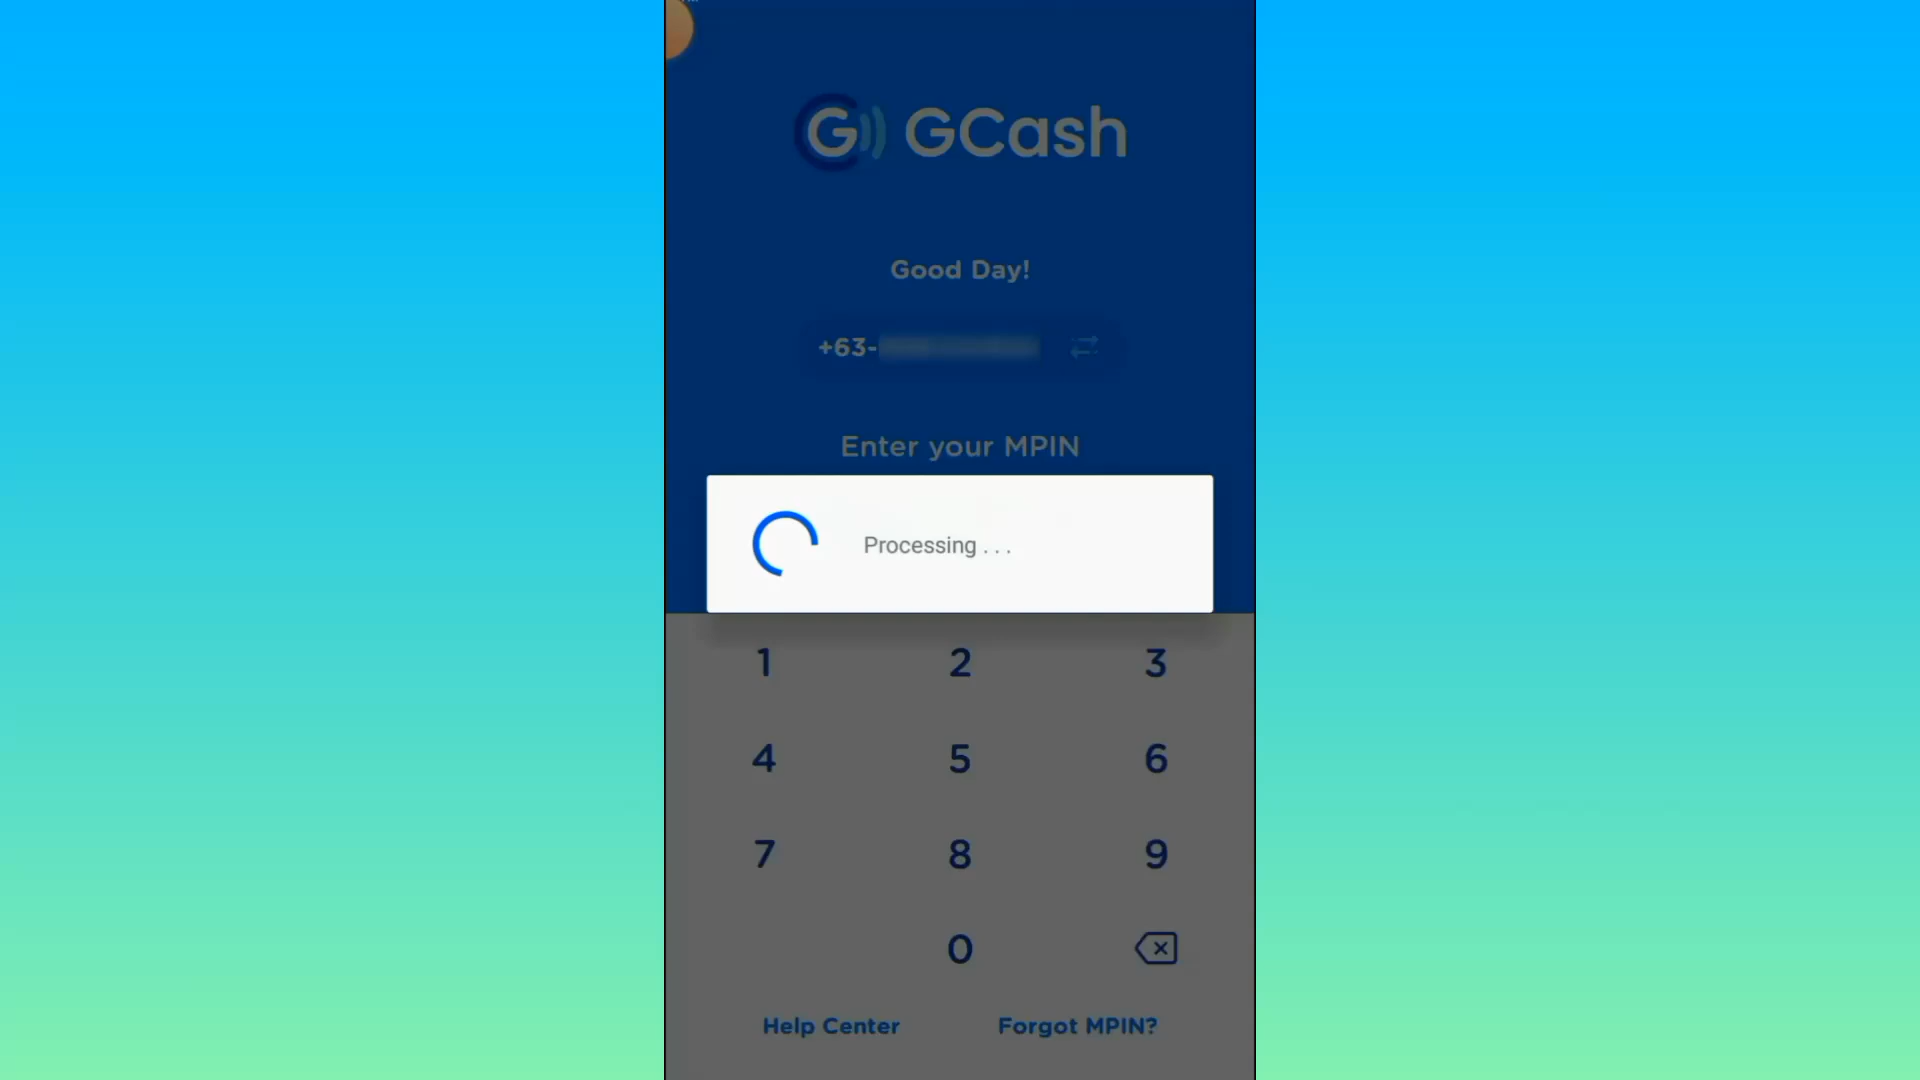 G GCash
Good Day!
+63-
Enter your MPIN
Processing . . .
1 2 3
4 5 6
7 8 9
0
Help Center Forgot MPIN?